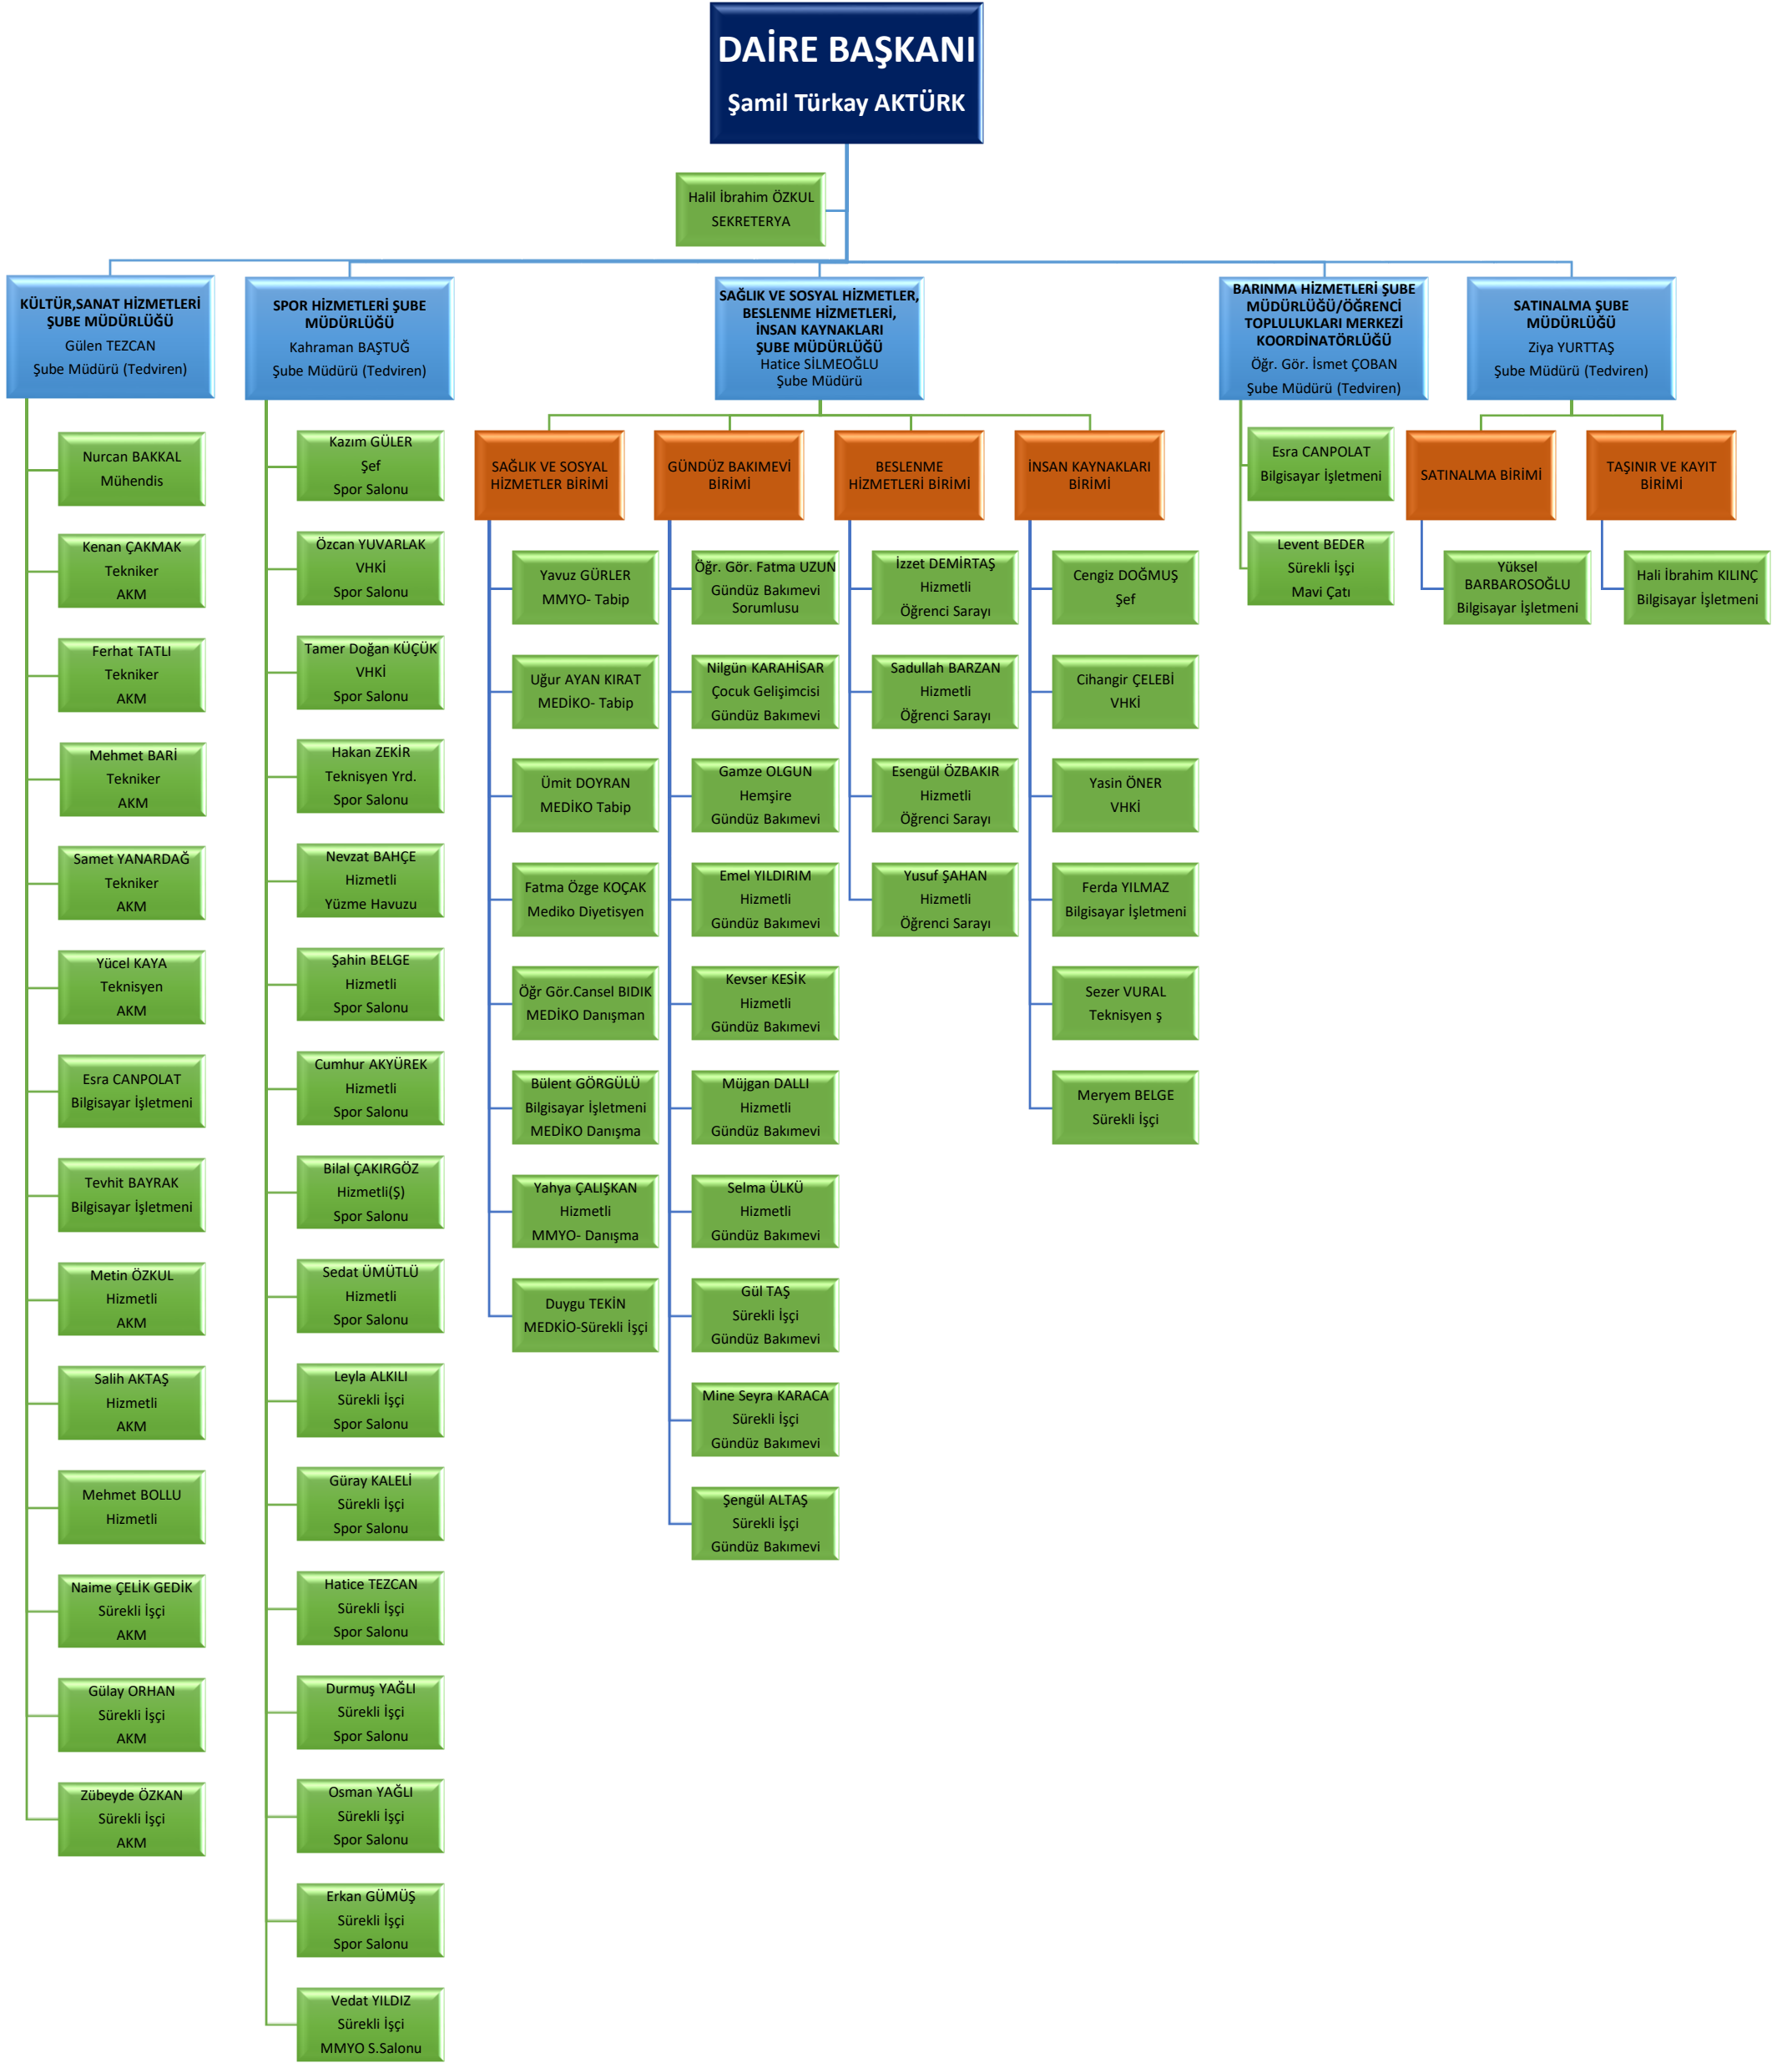 DAİRE BAŞKANI
Şamil Türkay AKTÜRK
Halil İbrahim ÖZKUL
SEKRETERYA
KÜLTÜR,SANAT HİZMETLERİ
ŞUBE MÜDÜRLÜĞÜ
Gülen TEZCAN
Şube Müdürü (Tedviren)
Nurcan BAKKAL
Mühendis
Kenan ÇAKMAK
Tekniker
AKM
Ferhat TATLI
Tekniker
AKM
Mehmet BARİ
Tekniker
AKM
Samet YANARDAĞ
Tekniker
AKM
Yücel KAYA
Teknisyen
AKM
Esra CANPOLAT
Bilgisayar İşletmeni
Tevhit BAYRAK
Bilgisayar İşletmeni
Metin ÖZKUL
Hizmetli
AKM
Salih AKTAŞ
Hizmetli
AKM
Mehmet BOLLU
Hizmetli
Naime ÇELİK GEDİK
Sürekli İşçi
AKM
Gülay ORHAN
Sürekli İşçi
AKM
Zübeyde ÖZKAN
Sürekli İşçi
AKM
SPOR HİZMETLERİ ŞUBE
MÜDÜRLÜĞÜ
Kahraman BAŞTUĞ
Şube Müdürü (Tedviren)
Kazım GÜLER
Şef
Spor Salonu
Özcan YUVARLAK
VHKİ
Spor Salonu
Tamer Doğan KÜÇÜK
VHKİ
Spor Salonu
Hakan ZEKİR
Teknisyen Yrd.
Spor Salonu
Nevzat BAHÇE
Hizmetli
Yüzme Havuzu
Şahin BELGE
Hizmetli
Spor Salonu
Cumhur AKYÜREK
Hizmetli
Spor Salonu
Bilal ÇAKIRGÖZ
Hizmetli(Ş)
Spor Salonu
Sedat ÜMÜTLÜ
Hizmetli
Spor Salonu
Leyla ALKILI
Sürekli İşçi
Spor Salonu
Güray KALELİ
Sürekli İşçi
Spor Salonu
Hatice TEZCAN
Sürekli İşçi
Spor Salonu
Durmuş YAĞLI
Sürekli İşçi
Spor Salonu
Osman YAĞLI
Sürekli İşçi
Spor Salonu
Erkan GÜMÜŞ
Sürekli İşçi
Spor Salonu
Vedat YILDIZ
Sürekli İşçi
MMYO S.Salonu
SAĞLIK VE SOSYAL HİZMETLER,
BESLENME HİZMETLERİ,
İNSAN KAYNAKLARI
ŞUBE MÜDÜRLÜĞÜ
Hatice SİLMEOĞLU
Şube Müdürü
SAĞLIK VE SOSYAL
HİZMETLER BİRİMİ
Yavuz GÜRLER
MMYO- Tabip
Uğur AYAN KIRAT
MEDİKO- Tabip
Ümit DOYRAN
MEDİKO Tabip
Fatma Özge KOÇAK
Mediko Diyetisyen
Öğr Gör.Cansel BIDIK
MEDİKO Danışman
Bülent GÖRGÜLÜ
Bilgisayar İşletmeni
MEDİKO Danışma
Yahya ÇALIŞKAN
Hizmetli
MMYO- Danışma
Duygu TEKİN
MEDKİO-Sürekli İşçi
GÜNDÜZ BAKIMEVİ
BİRİMİ
Öğr. Gör. Fatma UZUN
Gündüz Bakımevi
Sorumlusu
Nilgün KARAHİSAR
Çocuk Gelişimcisi
Gündüz Bakımevi
Gamze OLGUN
Hemşire
Gündüz Bakımevi
Emel YILDIRIM
Hizmetli
Gündüz Bakımevi
Kevser KESİK
Hizmetli
Gündüz Bakımevi
Müjgan DALLI
Hizmetli
Gündüz Bakımevi
Selma ÜLKÜ
Hizmetli
Gündüz Bakımevi
Gül TAŞ
Sürekli İşçi
Gündüz Bakımevi
Mine Seyra KARACA
Sürekli İşçi
Gündüz Bakımevi
Şengül ALTAŞ
Sürekli İşçi
Gündüz Bakımevi
BESLENME
HİZMETLERİ BİRİMİ
İzzet DEMİRTAŞ
Hizmetli
Öğrenci Sarayı
Sadullah BARZAN
Hizmetli
Öğrenci Sarayı
Esengül ÖZBAKIR
Hizmetli
Öğrenci Sarayı
Yusuf ŞAHAN
Hizmetli
Öğrenci Sarayı
İNSAN KAYNAKLARI
BİRİMİ
Cengiz DOĞMUŞ
Şef
Cihangir ÇELEBİ
VHKİ
Yasin ÖNER
VHKİ
Ferda YILMAZ
Bilgisayar İşletmeni
Sezer VURAL
Teknisyen ş
Meryem BELGE
Sürekli İşçi
BARINMA HİZMETLERİ ŞUBE
MÜDÜRLÜĞÜ/ÖĞRENCİ
TOPLULUKLARI MERKEZİ
KOORDİNATÖRLÜĞÜ
Öğr. Gör. İsmet ÇOBAN
Şube Müdürü (Tedviren)
Esra CANPOLAT
Bilgisayar İşletmeni
Levent BEDER
Sürekli İşçi
Mavi Çatı
SATINALMA ŞUBE
MÜDÜRLÜĞÜ
Ziya YURTTAŞ
Şube Müdürü (Tedviren)
SATINALMA BİRİMİ
Yüksel
BARBAROSOĞLU
Bilgisayar İşletmeni
TAŞINIR VE KAYIT
BİRİMİ
Hali İbrahim KILINÇ
Bilgisayar İşletmeni